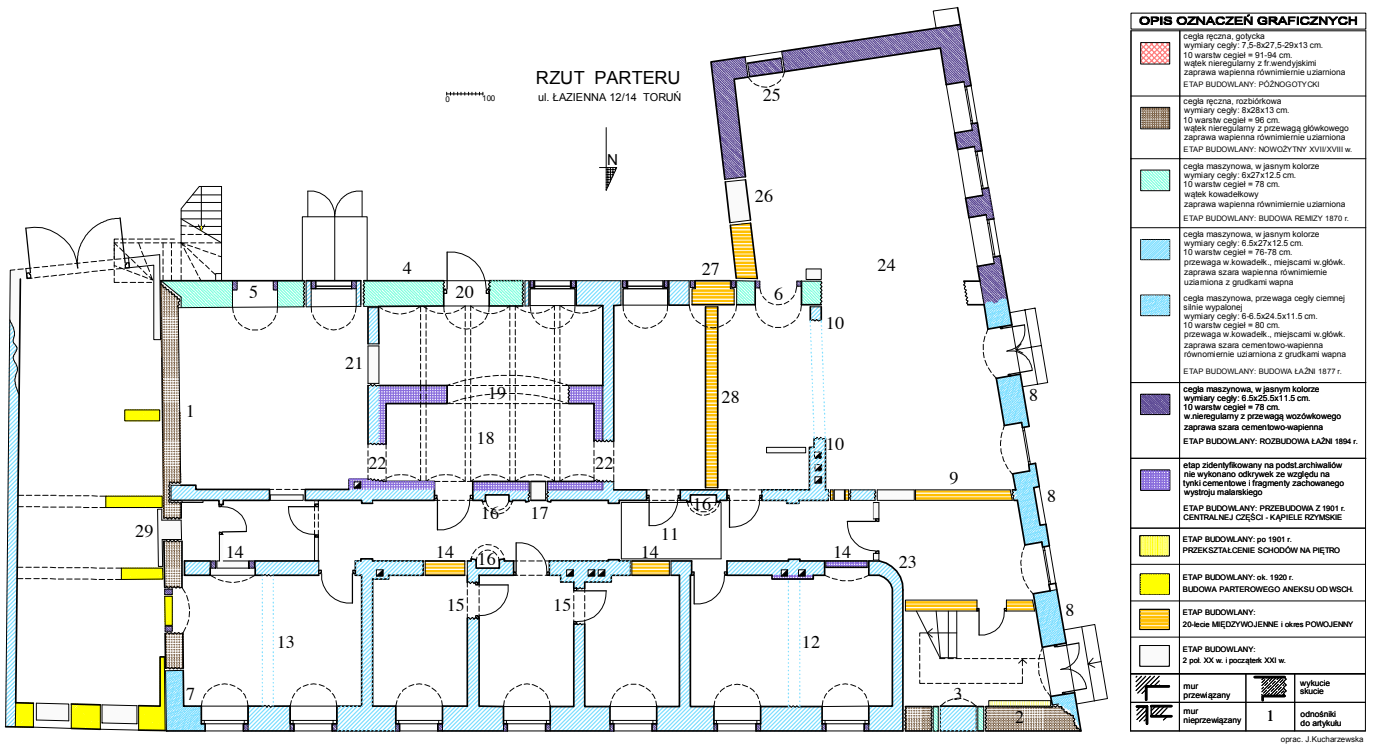 RZUT PARTERU
ul. ŁAZIENNA 12/14 TORUŃ
0 100
N
25
26
24
4
27
5
20
6
10
21
19
28
8
1
18
10
22
22
9
8
16
17
16
11
29
14
16
14
14
14
23
15
15
8
13
12
7
3
2
OPIS OZNACZEŃ GRAFICZNYCH
cegła ręczna, gotycka
wymiary cegły: 7,5-8x27,5-29x13 cm.
10 warstw cegieł = 91-94 cm.
wątek nieregularny z fr.wendyjskimi
zaprawa wapienna równimiernie uziarniona
ETAP BUDOWLANY: PÓŹNOGOTYCKI
cegła ręczna, rozbiórkowa
wymiary cegły: 8x28x13 cm.
10 warstw cegieł = 96 cm.
wątek nieregularny z przewagą główkowego
zaprawa wapienna równimiernie uziarniona
ETAP BUDOWLANY: NOWOŻYTNY XVII/XVIII w.
cegła maszynowa, w jasnym kolorze
wymiary cegły: 6x27x12.5 cm.
10 warstw cegieł = 78 cm.
wątek kowadełkowy
zaprawa wapienna równimiernie uziarniona
ETAP BUDOWLANY: BUDOWA REMIZY 1870 r.
cegła maszynowa, w jasnym kolorze
wymiary cegły: 6.5x27x12.5 cm.
10 warstw cegieł = 76-78 cm.
przewaga w.kowadełk., miejscami w.główk.
zaprawa szara wapienna równimiernie
uziarniona z grudkami wapna
cegła maszynowa, przewaga cegły ciemnej
silnie wypalonej
wymiary cegły: 6-6.5x24.5x11.5 cm.
10 warstw cegieł = 80 cm.
przewaga w.kowadełk., miejscami w.główk.
zaprawa szara cementowo-wapienna
równomiernie uziarniona z grudkami wapna
ETAP BUDOWLANY: BUDOWA ŁAŹNI 1877 r.
cegła maszynowa, w jasnym kolorze
wymiary cegły: 6.5x25.5x11.5 cm.
10 warstw cegieł = 78 cm.
w.nieregularny z przewagą wozówkowego
zaprawa szara cementowo-wapienna
ETAP BUDOWLANY: ROZBUDOWA ŁAŹNI 1894 r.
etap zidentyfikowany na podst.archiwaliów
nie wykonano odkrywek ze względu na
tynki cementowe i fragmenty zachowanego
wystroju malarskiego
ETAP BUDOWLANY: PRZEBUDOWA Z 1901 r.
CENTRALNEJ CZĘŚCI - KĄPIELE RZYMSKIE
ETAP BUDOWLANY: po 1901 r.
PRZEKSZTAŁCENIE SCHODÓW NA PIĘTRO
ETAP BUDOWLANY: ok. 1920 r.
BUDOWA PARTEROWEGO ANEKSU OD WSCH.
ETAP BUDOWLANY:
20-lecie MIĘDZYWOJENNE i okres POWOJENNY
ETAP BUDOWLANY:
2 poł. XX w. i początek XXI w.
mur przewiązany
wykucie skucie
mur nieprzewiązany
1
odnośniki do artykułu
oprac. J.Kucharzewska